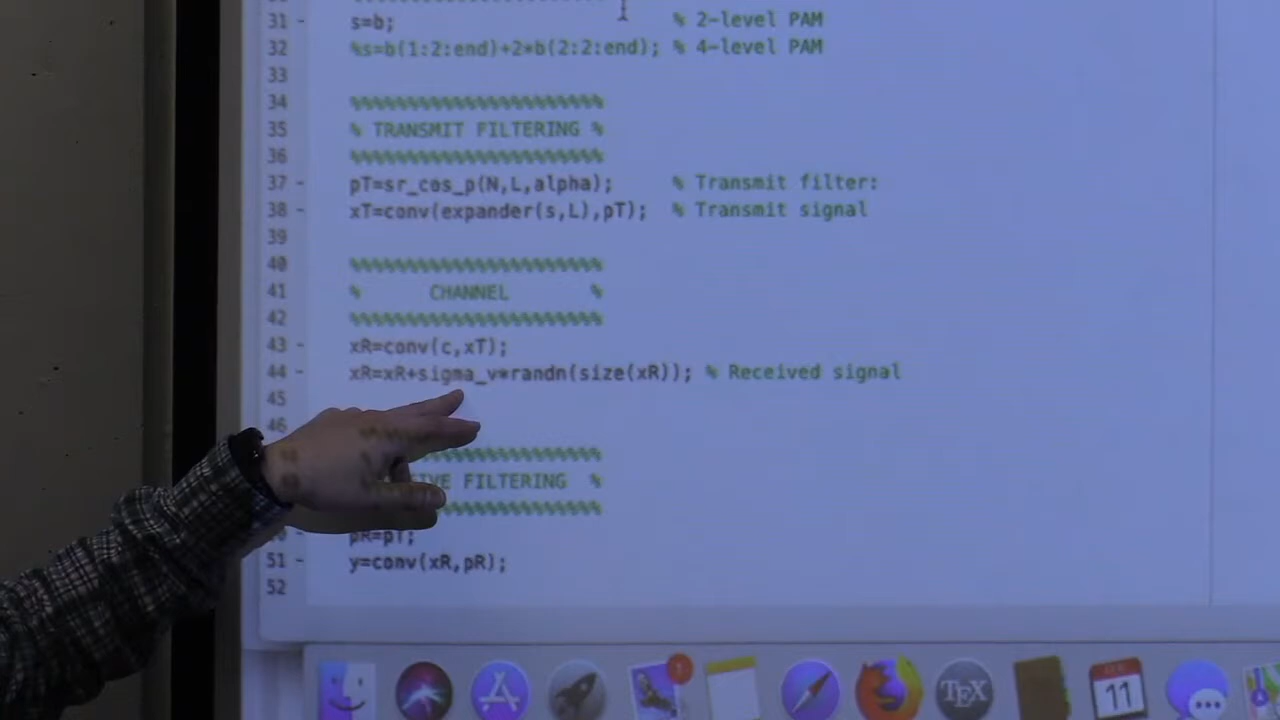 31 - s=b; % 2-level PAM
32 %s=b(1:2:end)+2*b(2:2:end); % 4-level PAM
33
34 %%%%%%%%%%%%%%%%%%%%%%
35 % TRANSMIT FILTERING %
36 %%%%%%%%%%%%%%%%%%%%%%
37 - pT=sr_cos_p(N,L,alpha); % Transmit filter:
38 - xT=conv(expander(s,L),pT); % Transmit signal
39
40 %%%%%%%%%%%%%%%%%%%%%%
41 % CHANNEL %
42 %%%%%%%%%%%%%%%%%%%%%%
43 - xR=conv(c,xT);
44 - xR=xR+sigma_v*randn(size(xR)); % Received signal
45
46
%%%%%%%%%%%%%
FILTERING %
%%%%%%%%%%%%%
pR=pT;
51 - y=conv(xR,pR);
52
TEX
11